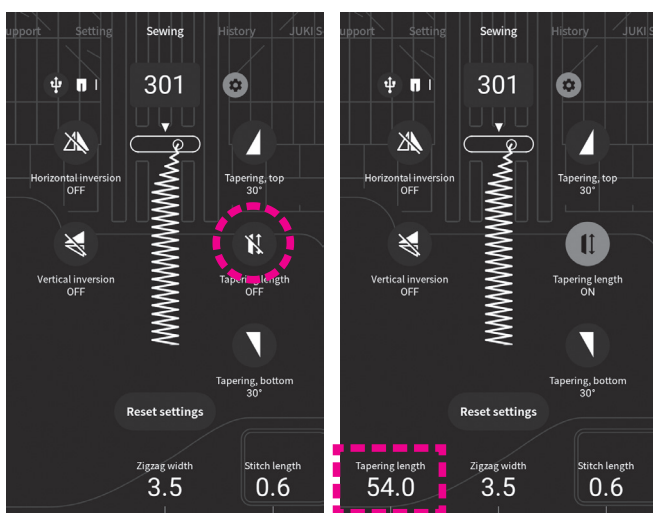 upport Setting Sewing History JUKI S
301
Horizontal inversion
OFF
Tapering, top
30°
Vertical inversion
OFF
Tapering length
OFF
Tapering, bottom
30°
Reset settings
Zigzag width
3.5
Stitch length
0.6
upport Setting Sewing History JUKI
301
Horizontal inversion
OFF
Tapering, top
30°
Vertical inversion
OFF
Tapering length
ON
Tapering, bottom
30°
Reset settings
Tapering length
54.0
Zigzag width
3.5
Stitch length
0.6